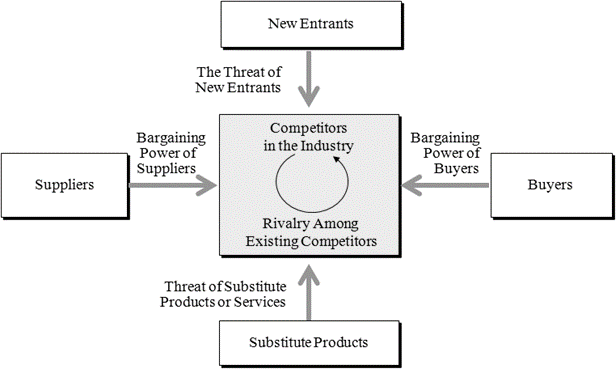 New Entrants
The Threat of
New Entrants
Bargaining
Power of
Suppliers
Suppliers
Competitors
in the Industry
Rivalry Among
Existing Competitors
Bargaining
Power of
Buyers
Buyers
Threat of Substitute
Products or Services
Substitute Products